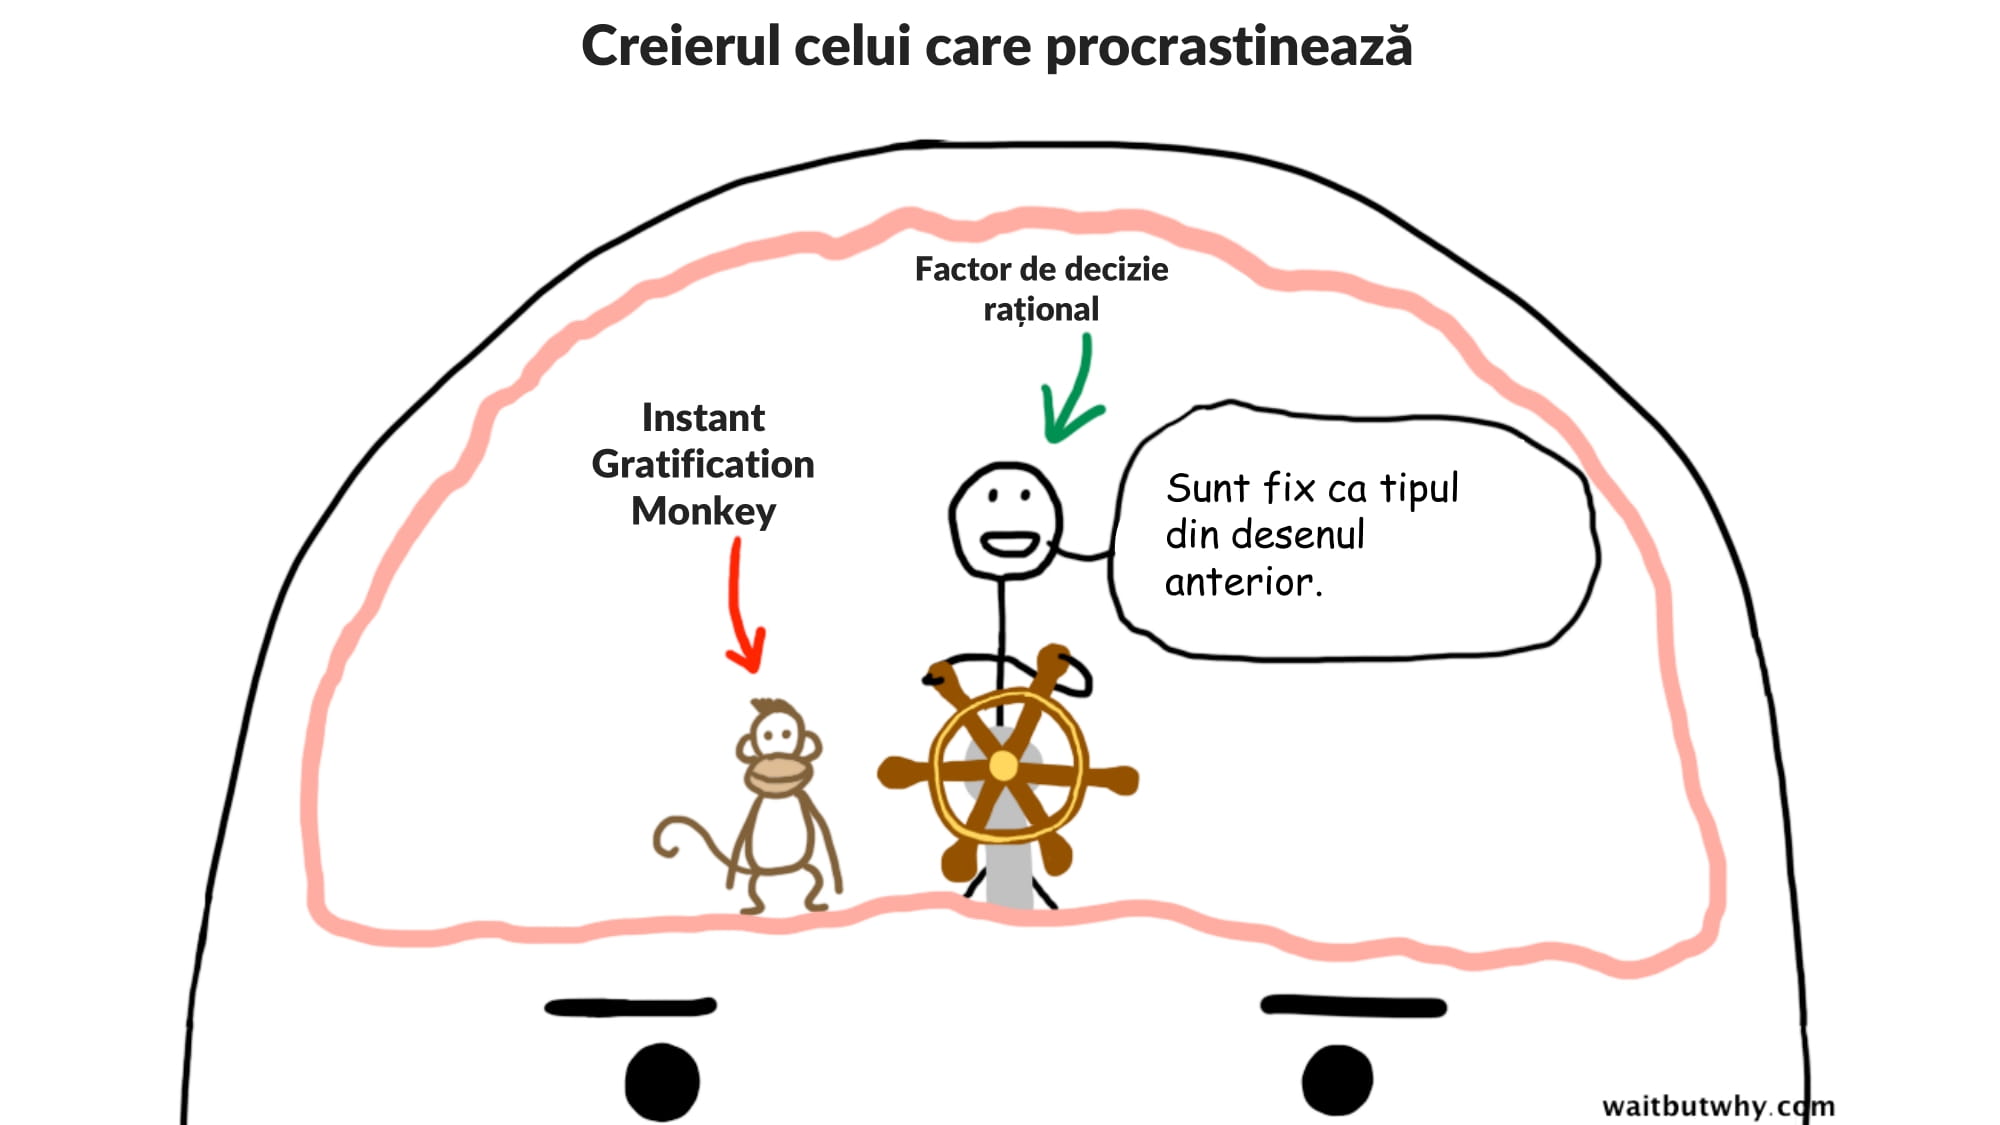 Creierul celui care procrastinează
Factor de decizie
rațional
Instant
Gratification
Monkey
Sunt fix ca tipul
din desenul
anterior.
waitbutwhy.com